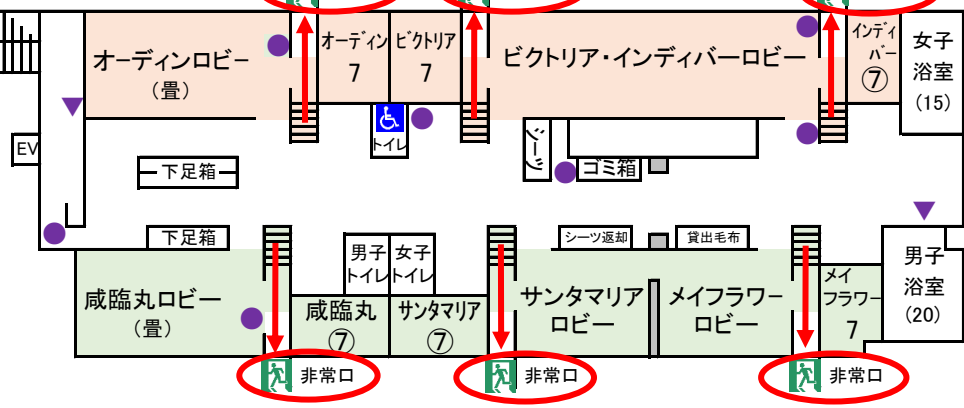 オーディンロビー
(畳)
オーディン
7
ビクトリア
7
ビクトリア・インディバーロビー
インディ
バー
⑦
女子
浴室
(15)
EV
下足箱
トイレ
シーツ
ゴミ箱
下足箱
男子
トイレ
女子
トイレ
シーツ返却
貸出毛布
咸臨丸ロビー
(畳)
咸臨丸
⑦
サンタマリア
⑦
サンタマリア
ロビー
メイフラワー
ロビー
メイ
フラワー
7
男子
浴室
(20)
非常口
非常口
非常口